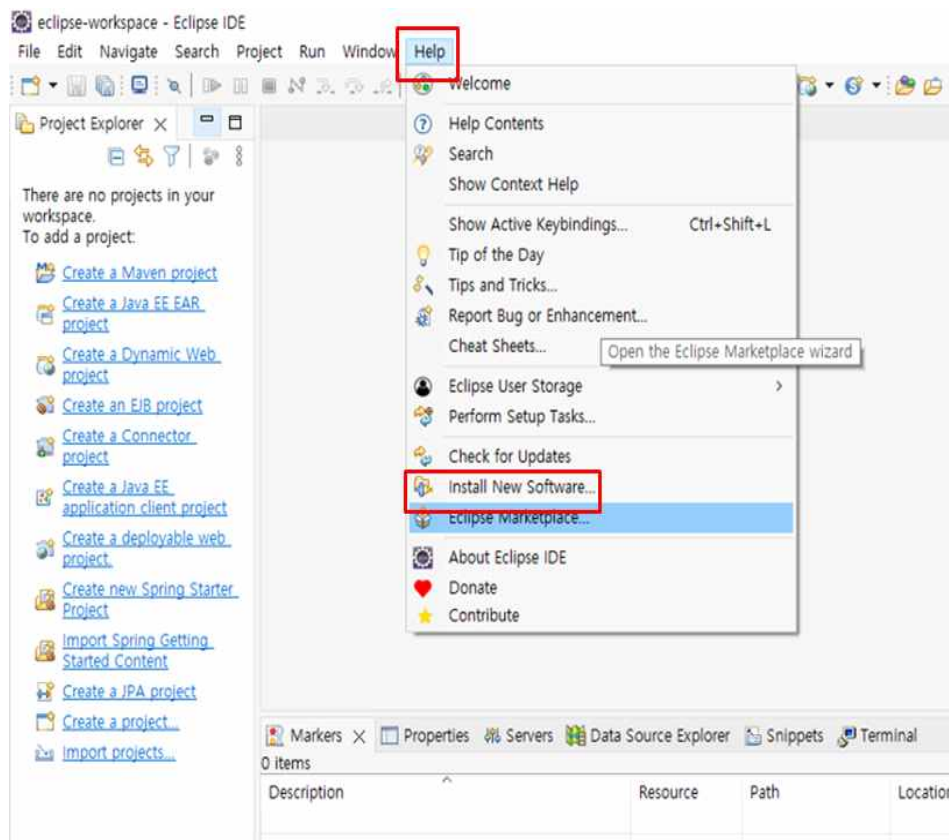 eclipse-workspace - Eclipse IDE
File Edit Navigate Search Project Run Window Help
Project Explorer
There are no projects in your
workspace.
To add a project:
Create a Maven project
Create a Java EE EAR
project
Create a Dynamic Web
project
Create an EJB project
Create a Connector
project
Create a Java EE
application client project
Create a deployable web
project.
Create new Spring Starter
Project
Import Spring Getting
Started Content
Create a JPA project
Create a project...
Import projects...
Welcome
Help Contents
Search
Show Context Help
Show Active Keybindings... Ctrl+Shift+L
Tip of the Day
Tips and Tricks...
Report Bug or Enhancement...
Cheat Sheets...
Open the Eclipse Marketplace wizard
Eclipse User Storage
Perform Setup Tasks...
Check for Updates
Install New Software...
Eclipse Marketplace...
About Eclipse IDE
Donate
Contribute
Markers Properties Servers Data Source Explorer Snippets Terminal
0 items
Description Resource Path Location